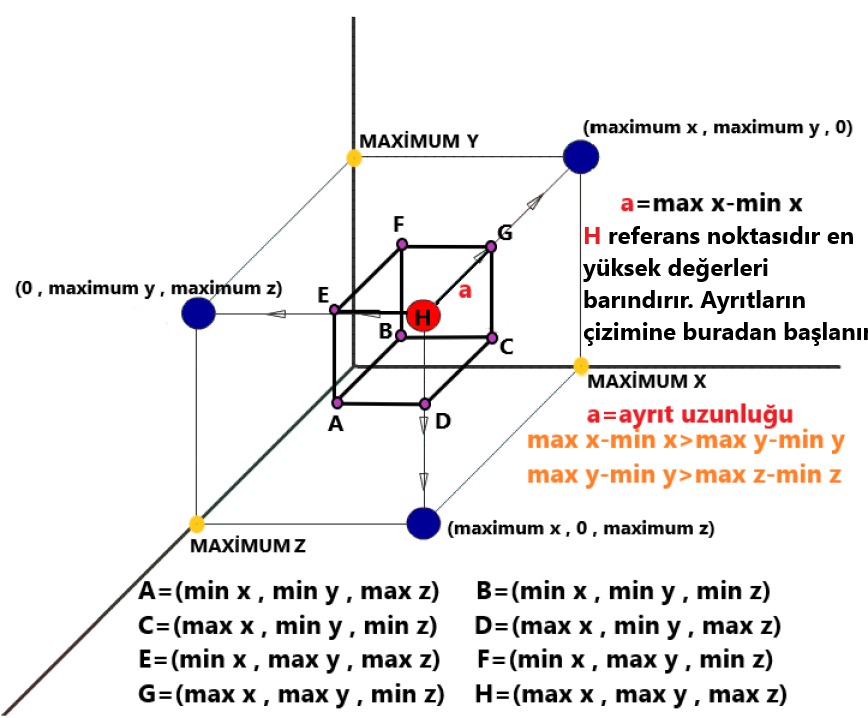 (maximum x , maximum y , 0)
MAXİMUM Y
a=max x-min x
F
G
H referans noktasıdır en
yüksek değerleri
barındırır. Ayrıtların
çizimine buradan başlanır
(0 , maximum y , maximum z)
E
a
H
B
C
MAXİMUM X
A
D
a=ayrıt uzunluğu
max x-min x>max y-min y
max y-min y>max z-min z
(maximum x , 0 , maximum z)
MAXİMUM Z
A=(min x , min y , max z) B=(min x , min y , min z)
C=(max x , min y , min z) D=(max x , min y , max z)
E=(min x , max y , max z) F=(min x , max y , min z)
G=(max x , max y , min z) H=(max x , max y , max z)